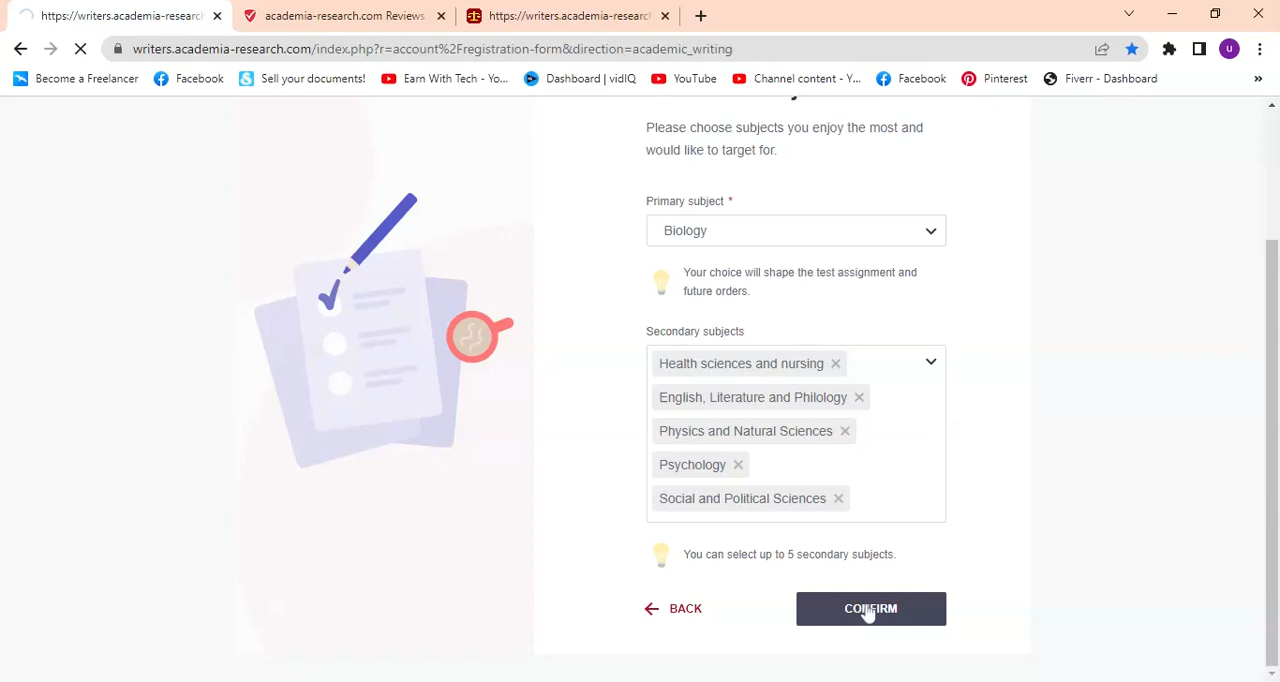 https://writers.academia-research
academia-research.com Reviews
https://writers.academia-research
writers.academia-research.com/index.php?r=account%2Fregistration-form&direction=academic_writing
u
Become a Freelancer
Facebook
Sell your documents!
Earn With Tech - Yo...
Dashboard | vidIQ
YouTube
Channel content - Y...
Facebook
Pinterest
Fiverr - Dashboard
»
Please choose subjects you enjoy the most and
would like to target for.
Primary subject *
Biology
Your choice will shape the test assignment and
future orders.
Secondary subjects
Health sciences and nursing
English, Literature and Philology
Physics and Natural Sciences
Psychology
Social and Political Sciences
You can select up to 5 secondary subjects.
BACK
CONFIRM